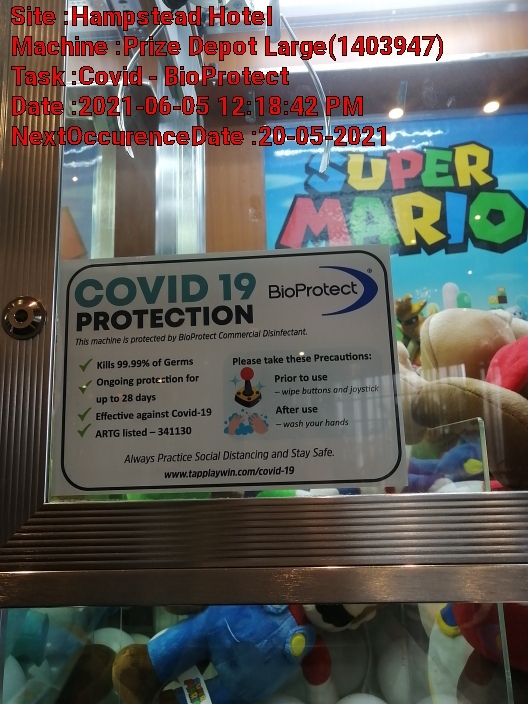 Site :Hampstead Hotel
Machine :Prize Depot Large(1403947)
Task :Covid - BioProtect
Date :2021-06-05 12:18:42 PM
NextOccurenceDate :20-05-2021
SUPER
MARIO
COVID 19
PROTECTION
BioProtect®
This machine is protected by BioProtect Commercial Disinfectant.
✓ Kills 99.99% of Germs
✓ Ongoing protection for
up to 28 days
✓ Effective against Covid-19
✓ ARTG listed – 341130
Please take these Precautions:
Prior to use
– wipe buttons and joystick
After use
– wash your hands
Always Practice Social Distancing and Stay Safe.
www.tapplaywin.com/covid-19